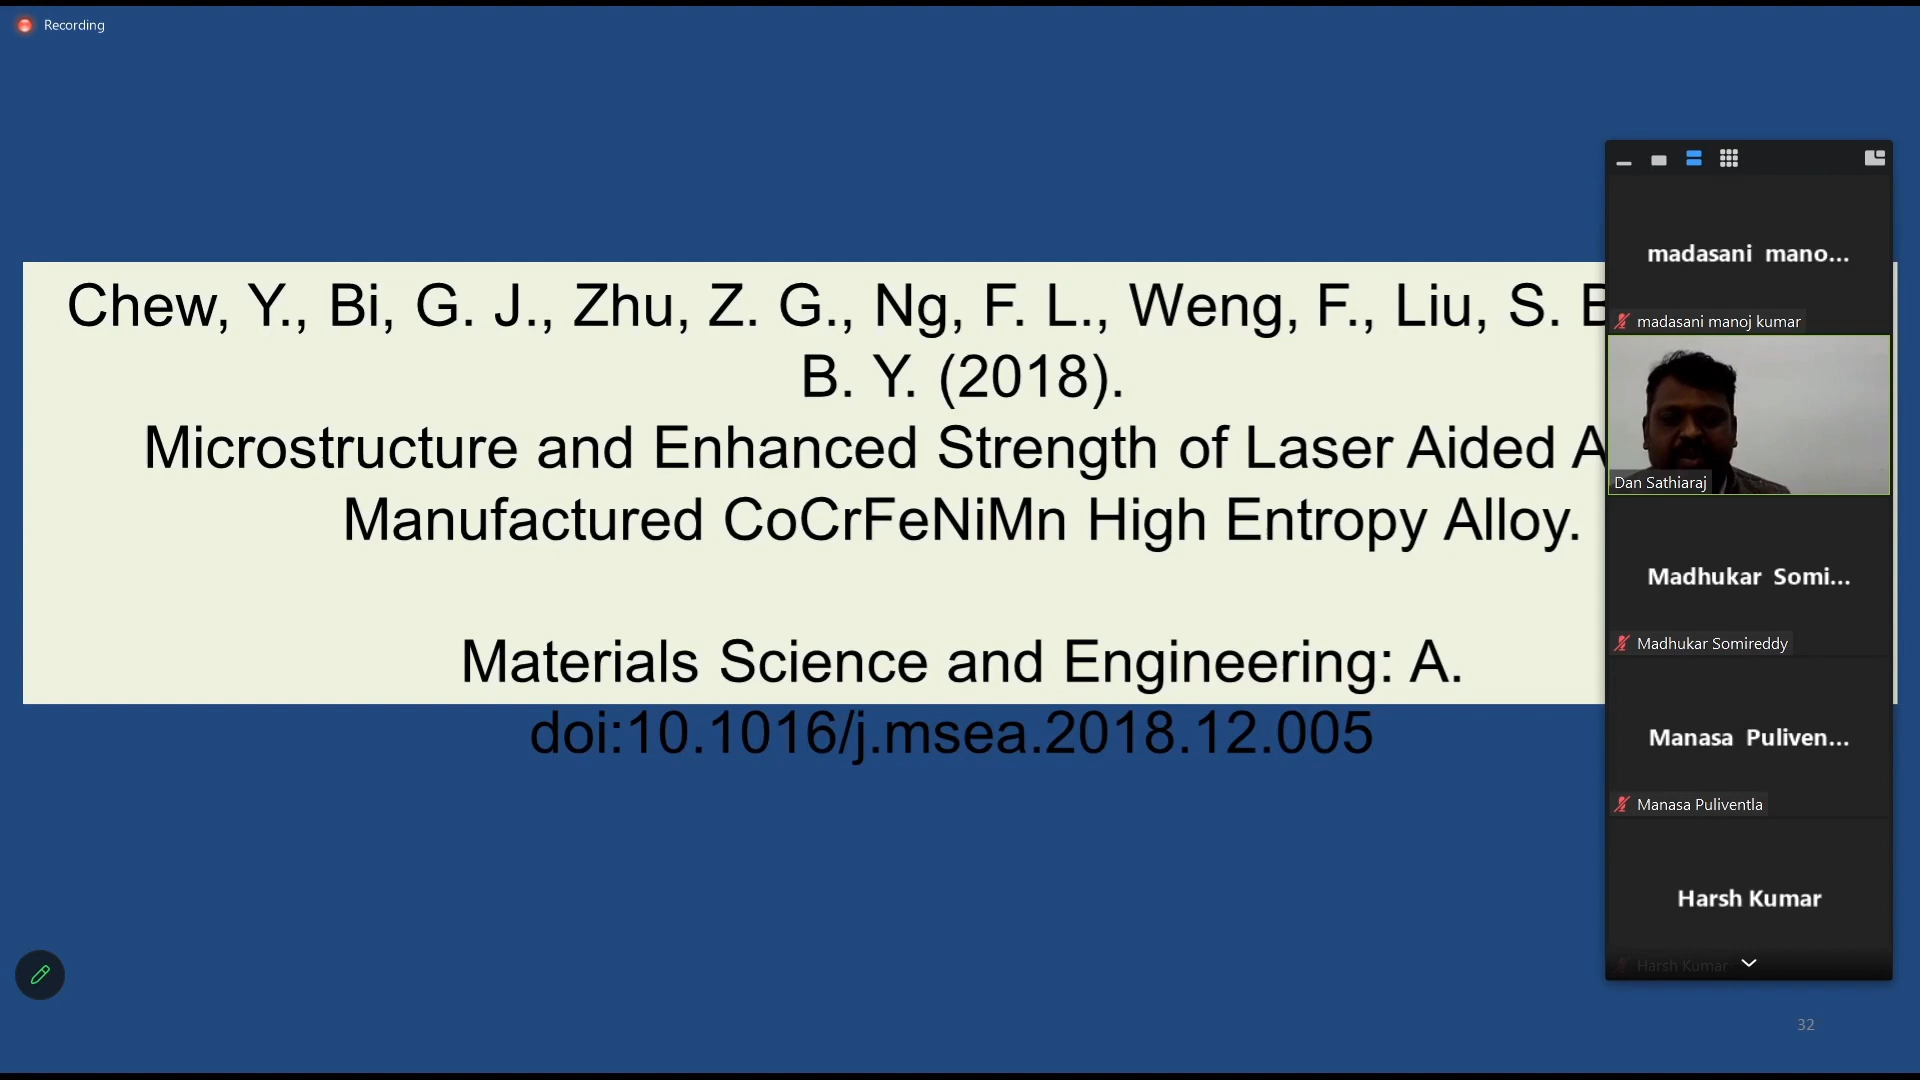 Recording
Chew, Y., Bi, G. J., Zhu, Z. G., Ng, F. L., Weng, F., Liu, S. B
B. Y. (2018).
Microstructure and Enhanced Strength of Laser Aided A
Manufactured CoCrFeNiMn High Entropy Alloy.
Materials Science and Engineering: A.
doi:10.1016/j.msea.2018.12.005
madasani mano...
madasani manoj kumar
Dan Sathiaraj
Madhukar Somi...
Madhukar Somireddy
Manasa Puliven...
Manasa Puliventla
Harsh Kumar
Harsh Kumar
32